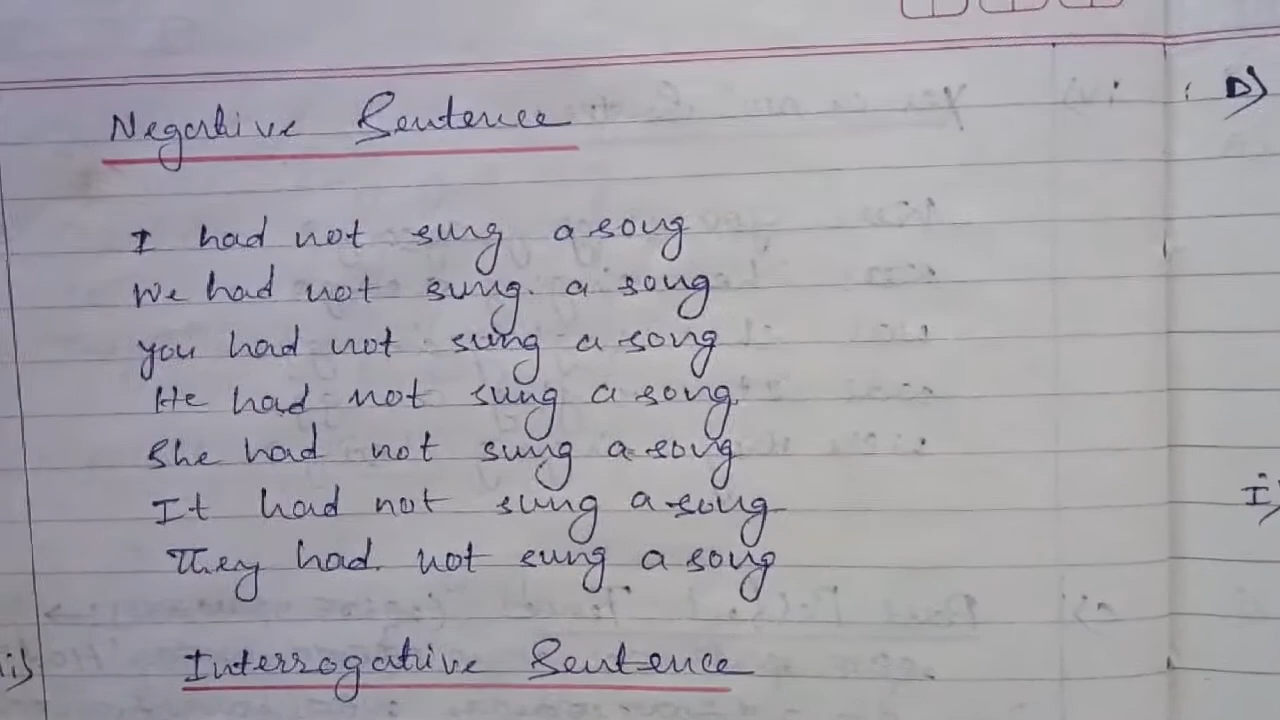 Negative Sentence
I had not sung a song
We had not sung. a song
you had not sung a song
He had not sung a song.
She had not sung a song
It had not sung a song
They had not sung a song
ii) Interrogative Sentence
D)
i)